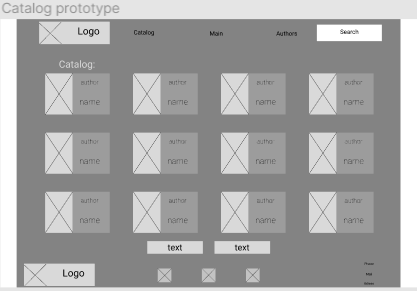 Catalog prototype
Logo Catalog Main Authors Search
Catalog:
author author author author
name name name name
author author author author
name name name name
author author author author
name name name name
text text
Phone
Logo
Mail